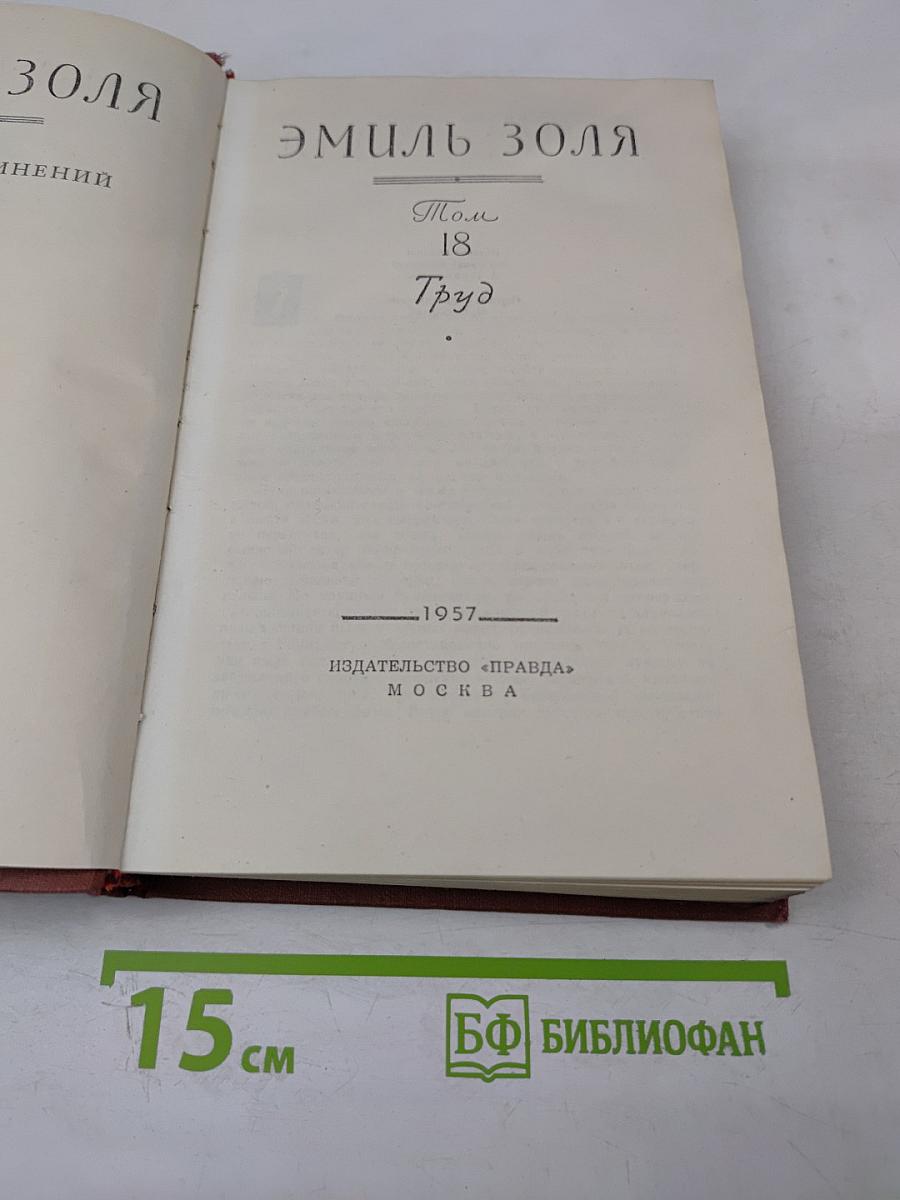 ЗОЛЯ
ИНЕНИЙ
ЭМИЛЬ ЗОЛЯ
Том
18
Труд
1957
ИЗДАТЕЛЬСТВО «ПРАВДА»
МОСКВА
15 см
БФ БИБЛИОФАН